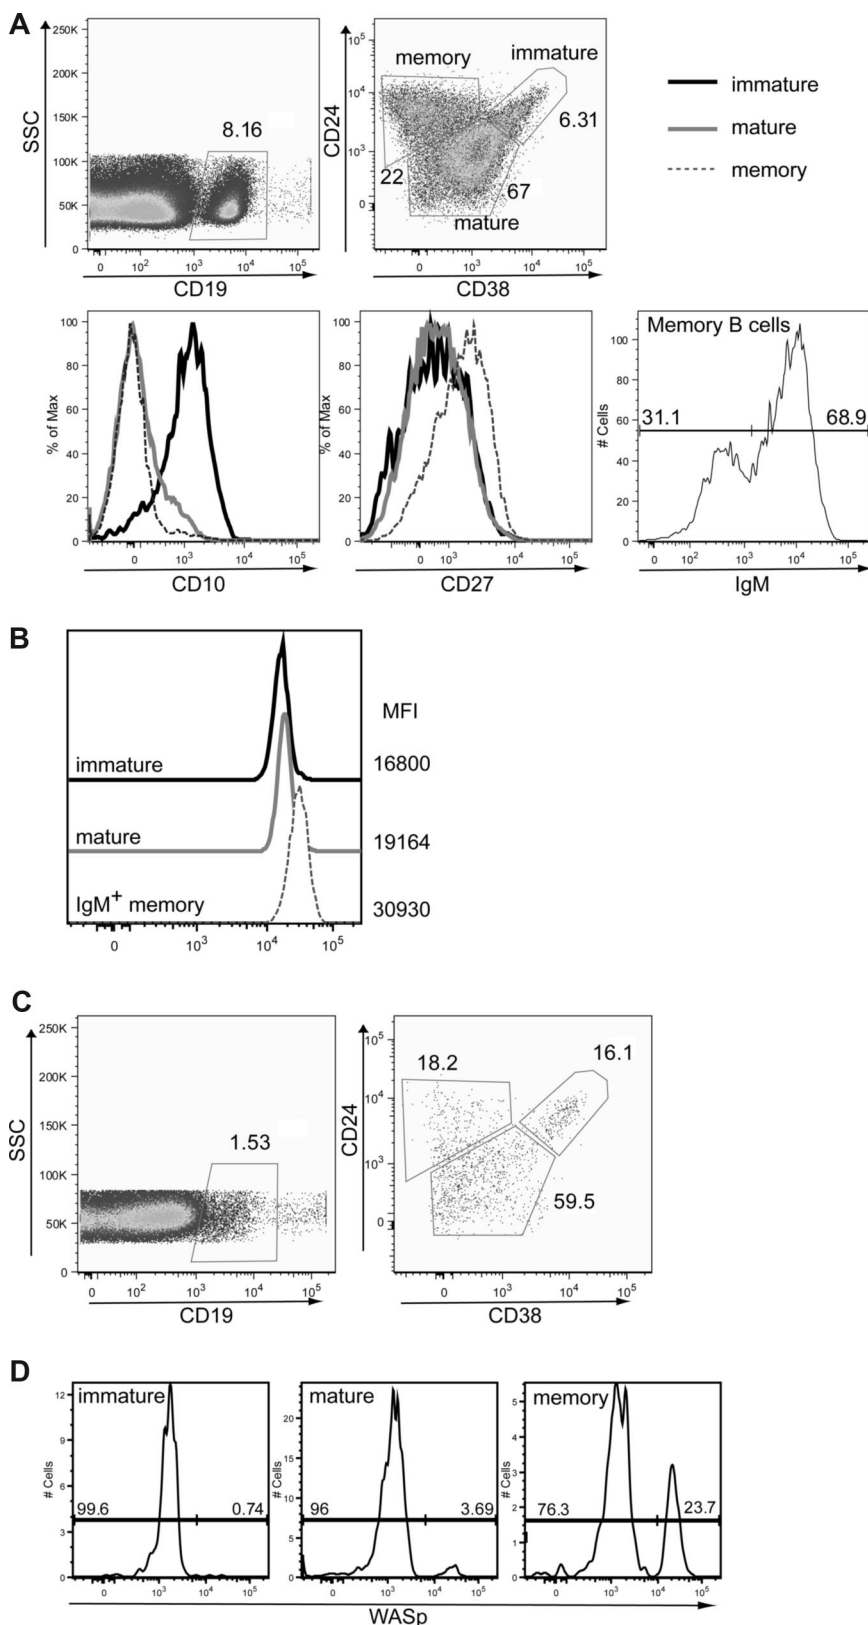 A
SSC
250K
200K
150K
100K
50K
0
8.16
0 10² 10³ 10⁴ 10⁵
CD19
CD24
10⁵
10⁴
10³
0
memory
immature
6.31
22
67
mature
0 10³ 10⁴ 10⁵
CD38
immature
mature
memory
% of Max
100
80
60
40
20
0
0 10³ 10⁴ 10⁵
CD10
% of Max
100
80
60
40
20
0
0 10³ 10⁴ 10⁵
CD27
Memory B cells
# Cells
100
80
60
40
20
0
31.1 68.9
0 10² 10³ 10⁴ 10⁵
IgM
B
MFI
immature 16800
mature 19164
IgM⁺ memory 30930
0 10³ 10⁴ 10⁵
C
SSC
250K
200K
150K
100K
50K
0
1.53
0 10² 10³ 10⁴ 10⁵
CD19
CD24
10⁵
10⁴
10³
0
18.2
16.1
59.5
0 10³ 10⁴ 10⁵
CD38
D
immature
# Cells
12
9
6
3
0
99.6 0.74
0 10³ 10⁴ 10⁵
mature
# Cells
20
15
10
5
0
96 3.69
0 10³ 10⁴ 10⁵
memory
# Cells
5
4
3
2
1
0
76.3 23.7
0 10³ 10⁴ 10⁵
WASp